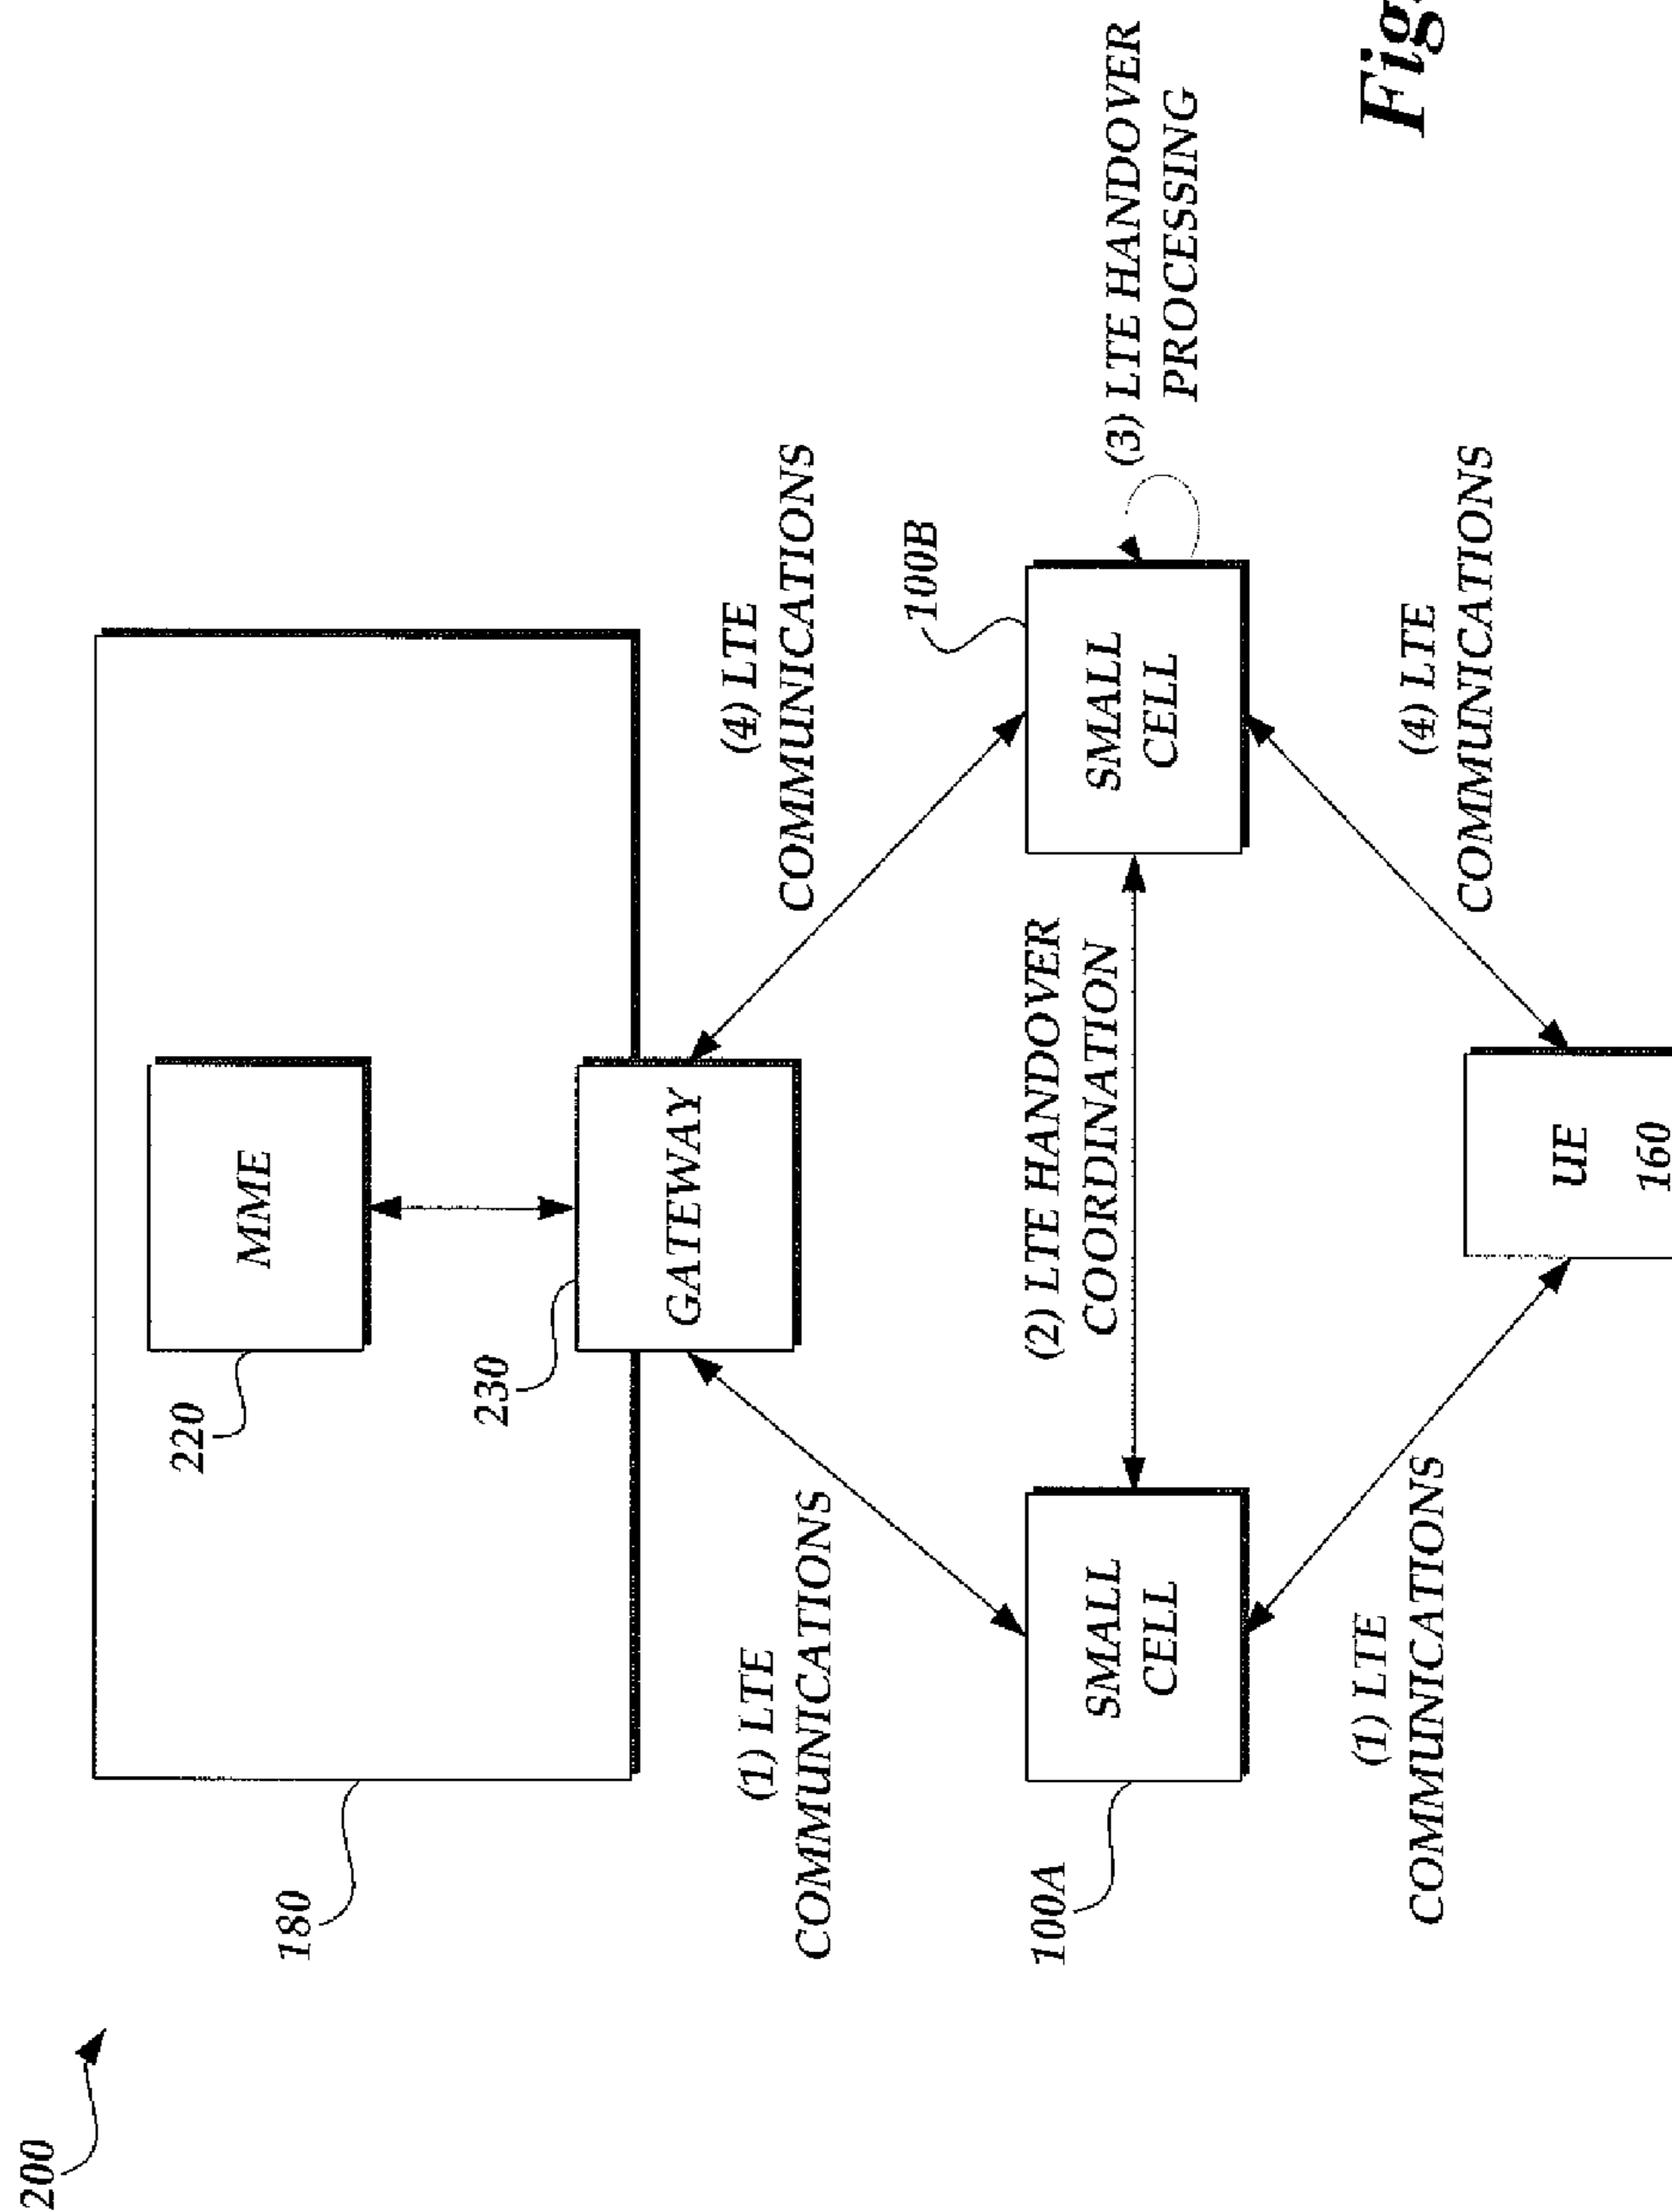 200
180
220
MME
230
GATEWAY
(1) LTE
COMMUNICATIONS
(4) LTE
COMMUNICATIONS
100A
SMALL
CELL
(2) LTE HANDOVER
COORDINATION
100B
SMALL
CELL
(3) LTE HANDOVER
PROCESSING
(1) LTE
COMMUNICATIONS
(4) LTE
COMMUNICATIONS
UE
160
Fig.